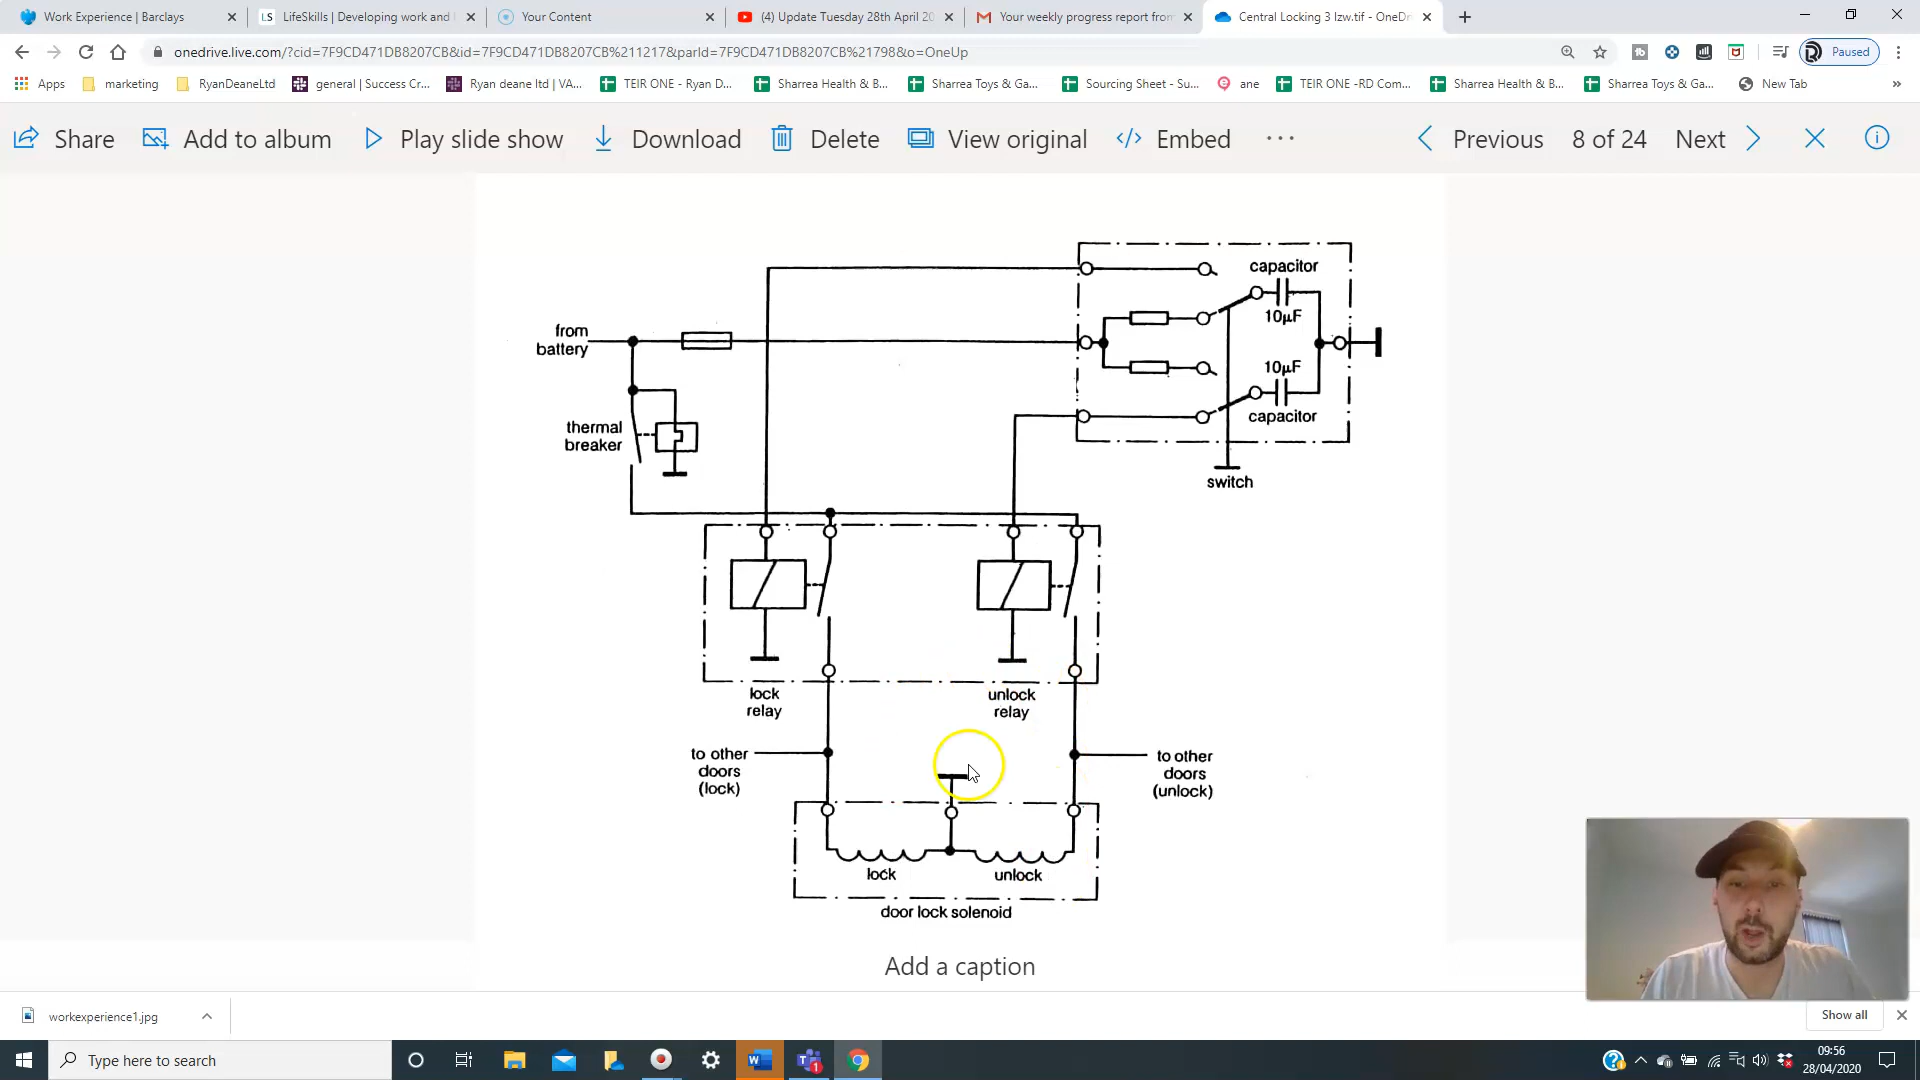 Work Experience | Barclays
LifeSkills | Developing work and
Your Content
(4) Update Tuesday 28th April 20
Your weekly progress report from
Central Locking 3 lzw.tif - OneDr
onedrive.live.com/?cid=7F9CD471DB8207CB&id=7F9CD471DB8207CB%211217&parId=7F9CD471DB8207CB%21798&o=OneUp
Paused
Apps
marketing
RyanDeaneLtd
general | Success Cr...
Ryan deane ltd | VA...
TEIR ONE - Ryan D...
Sharrea Health & B...
Sharrea Toys & Ga...
Sourcing Sheet - Su...
ane
TEIR ONE -RD Com...
Sharrea Health & B...
Sharrea Toys & Ga...
New Tab
Share
Add to album
Play slide show
Download
Delete
View original
Embed
Previous
8 of 24
Next
capacitor
10µF
from
battery
10µF
capacitor
thermal
breaker
switch
lock
relay
unlock
relay
to other
doors
(lock)
to other
doors
(unlock)
lock
unlock
door lock solenoid
Add a caption
workexperience1.jpg
Show all
Type here to search
09:56
28/04/2020